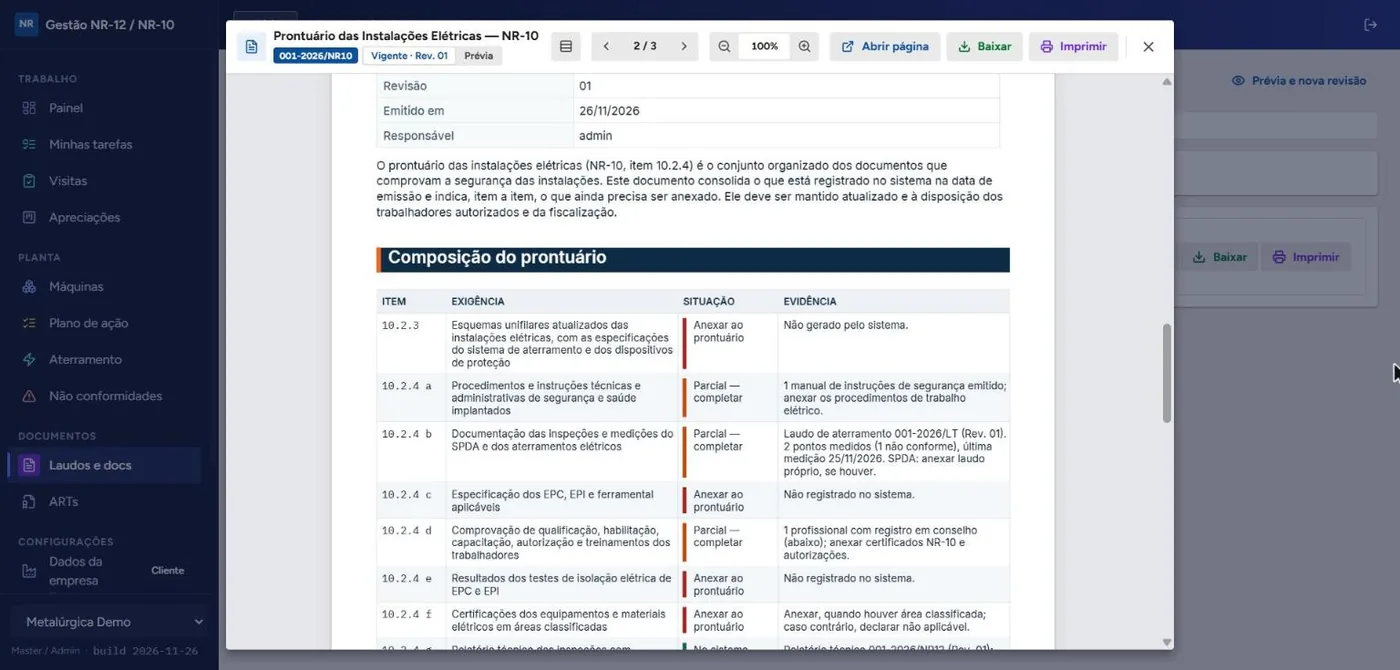 NR Gestão NR-12 / NR-10
TRABALHO
Painel
Minhas tarefas
Visitas
Apreciações
PLANTA
Máquinas
Plano de ação
Aterramento
Não conformidades
DOCUMENTOS
Laudos e docs
ARTs
CONFIGURAÇÕES
Dados da
empresa
Cliente
Metalúrgica Demo
Master / Admin · build 2026-11-26
Prontuário das Instalações Elétricas — NR-10
001-2026/NR10 Vigente · Rev. 01 Prévia
2 / 3
100%
Abrir página
Baixar
Imprimir
Prévia e nova revisão
Baixar
Imprimir
Revisão 01
Emitido em 26/11/2026
Responsável admin
O prontuário das instalações elétricas (NR-10, item 10.2.4) é o conjunto organizado dos documentos que
comprovam a segurança das instalações. Este documento consolida o que está registrado no sistema na data de
emissão e indica, item a item, o que ainda precisa ser anexado. Ele deve ser mantido atualizado e à disposição dos
trabalhadores autorizados e da fiscalização.
Composição do prontuário
ITEM EXIGÊNCIA SITUAÇÃO EVIDÊNCIA
10.2.3
Esquemas unifilares atualizados das
instalações elétricas, com as especificações
do sistema de aterramento e dos dispositivos
de proteção
Anexar ao
prontuário
Não gerado pelo sistema.
10.2.4 a
Procedimentos e instruções técnicas e
administrativas de segurança e saúde
implantados
Parcial —
completar
1 manual de instruções de segurança emitido;
anexar os procedimentos de trabalho
elétrico.
10.2.4 b
Documentação das inspeções e medições do
SPDA e dos aterramentos elétricos
Parcial —
completar
Laudo de aterramento 001-2026/LT (Rev. 01).
2 pontos medidos (1 não conforme), última
medição 25/11/2026. SPDA: anexar laudo
próprio, se houver.
10.2.4 c
Especificação dos EPC, EPI e ferramental
aplicáveis
Anexar ao
prontuário
Não registrado no sistema.
10.2.4 d
Comprovação de qualificação, habilitação,
capacitação, autorização e treinamentos dos
trabalhadores
Parcial —
completar
1 profissional com registro em conselho
(abaixo); anexar certificados NR-10 e
autorizações.
10.2.4 e
Resultados dos testes de isolação elétrica de
EPC e EPI
Anexar ao
prontuário
Não registrado no sistema.
10.2.4 f
Certificações dos equipamentos e materiais
elétricos em áreas classificadas
Anexar ao
prontuário
Anexar, quando houver área classificada;
caso contrário, declarar não aplicável.